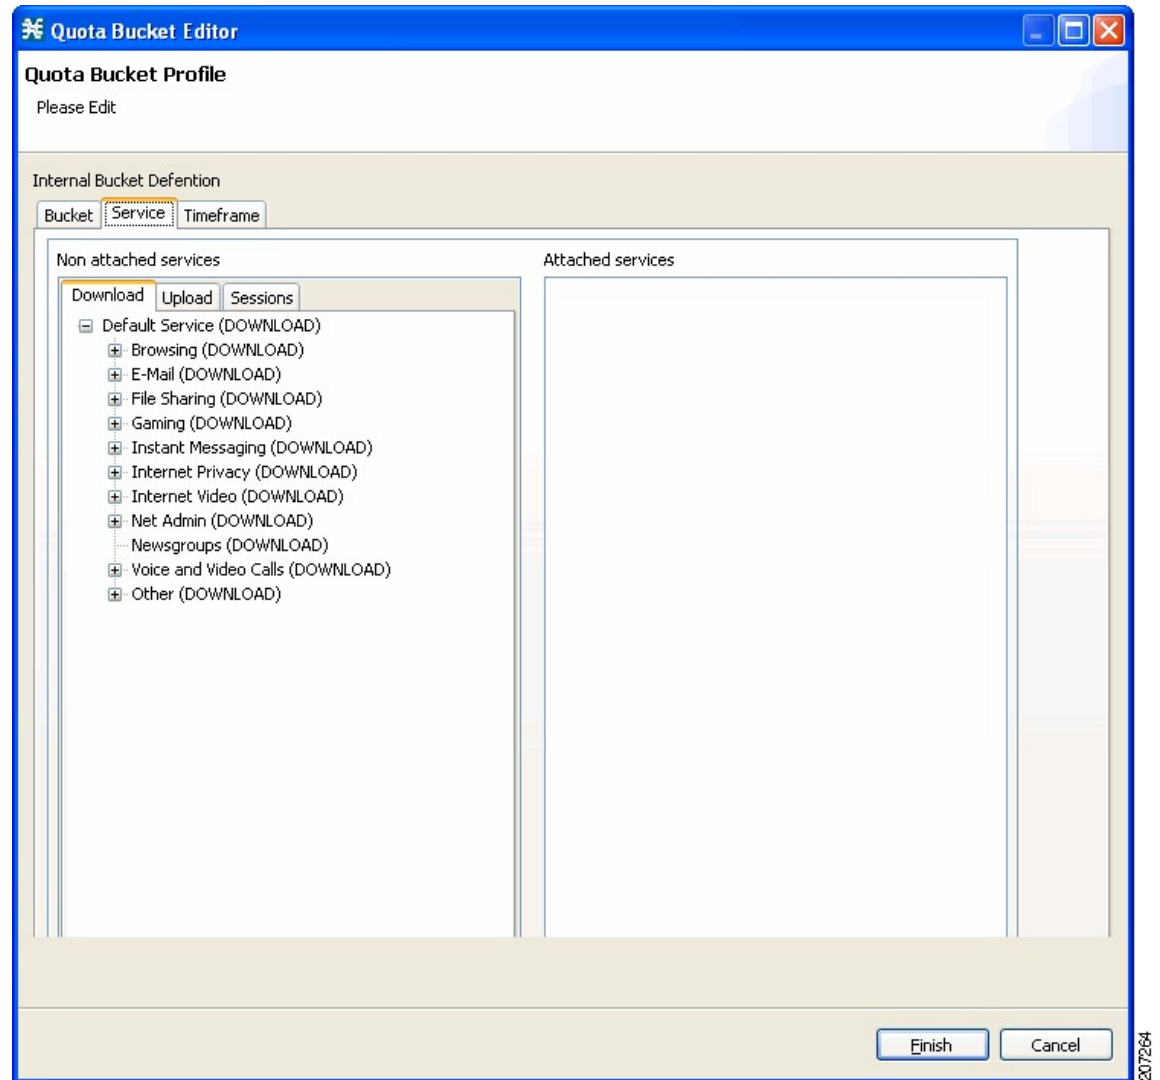 Quota Bucket Editor
Quota Bucket Profile
Please Edit
Internal Bucket Defention
Bucket Service Timeframe
Non attached services Attached services
Download Upload Sessions
Default Service (DOWNLOAD)
Browsing (DOWNLOAD)
E-Mail (DOWNLOAD)
File Sharing (DOWNLOAD)
Gaming (DOWNLOAD)
Instant Messaging (DOWNLOAD)
Internet Privacy (DOWNLOAD)
Internet Video (DOWNLOAD)
Net Admin (DOWNLOAD)
Newsgroups (DOWNLOAD)
Voice and Video Calls (DOWNLOAD)
Other (DOWNLOAD)
Finish Cancel
207264